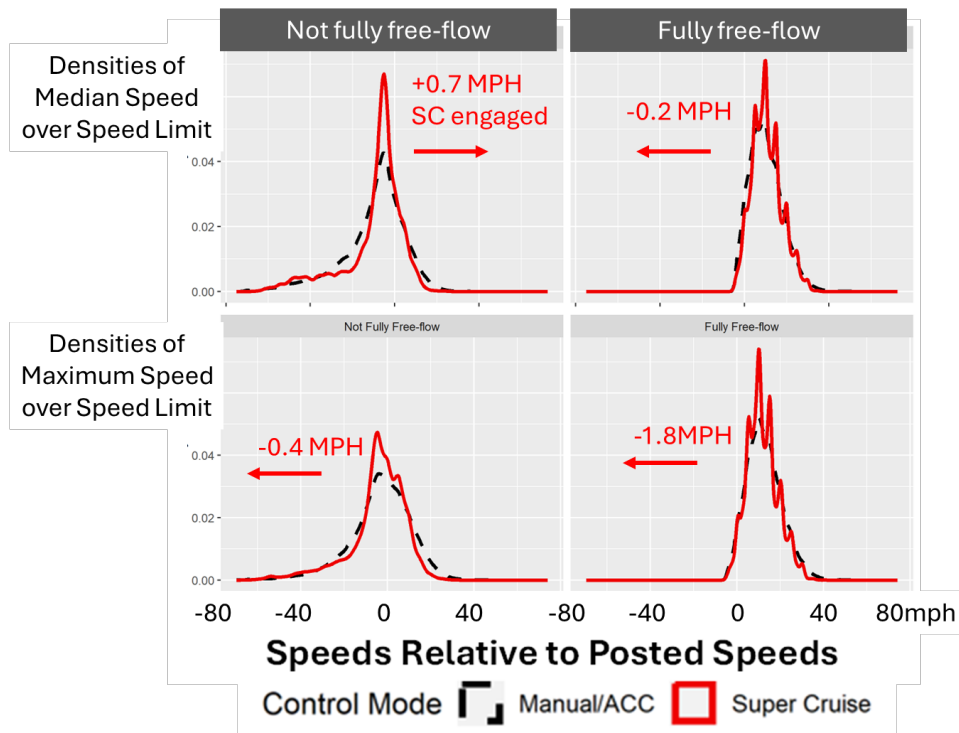 Not fully free-flow
Fully free-flow
Densities of
Median Speed
over Speed Limit
+0.7 MPH
SC engaged
-0.2 MPH
0.04
0.02
0.00
Not Fully Free-flow
Fully Free-flow
Densities of
Maximum Speed
over Speed Limit
-0.4 MPH
-1.8MPH
0.04
0.02
0.00
-80 -40 0 40 -80 0 40 80mph
Speeds Relative to Posted Speeds
Control Mode Manual/ACC Super Cruise